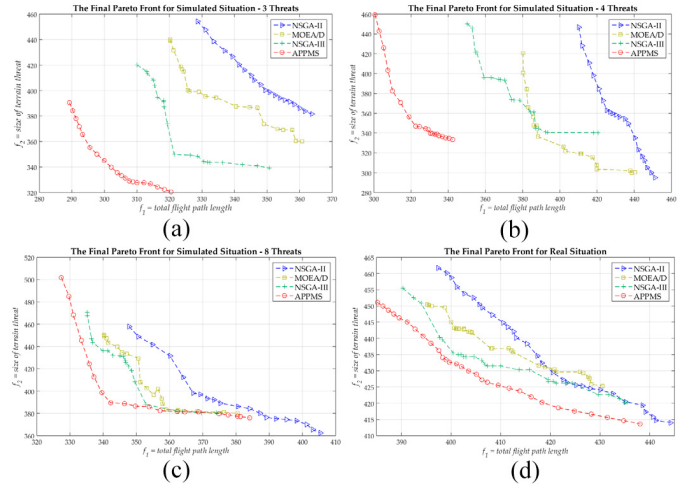 The Final Pareto Front for Simulated Situation - 3 Threats
NSGA-II
MOEA/D
NSGA-III
APPMS
f2 = size of terrain threat
460
440
420
400
380
360
340
320
290
300
310
320
330
340
350
360
370
f1 = total flight path length
(a)
The Final Pareto Front for Simulated Situation - 4 Threats
NSGA-II
MOEA/D
NSGA-III
APPMS
f2 = size of terrain threat
460
440
420
400
380
360
340
320
300
280
300
320
340
360
380
400
420
440
460
f1 = total flight path length
(b)
The Final Pareto Front for Simulated Situation - 8 Threats
NSGA-II
MOEA/D
NSGA-III
APPMS
f2 = size of terrain threat
520
500
480
460
440
420
400
380
360
320
330
340
350
360
370
380
390
400
410
f1 = total flight path length
(c)
The Final Pareto Front for Real Situation
NSGA-II
MOEA/D
NSGA-III
APPMS
f2 = size of terrain threat
465
460
455
450
445
440
435
430
425
420
415
410
390
400
410
420
430
440
f1 = total flight path length
(d)